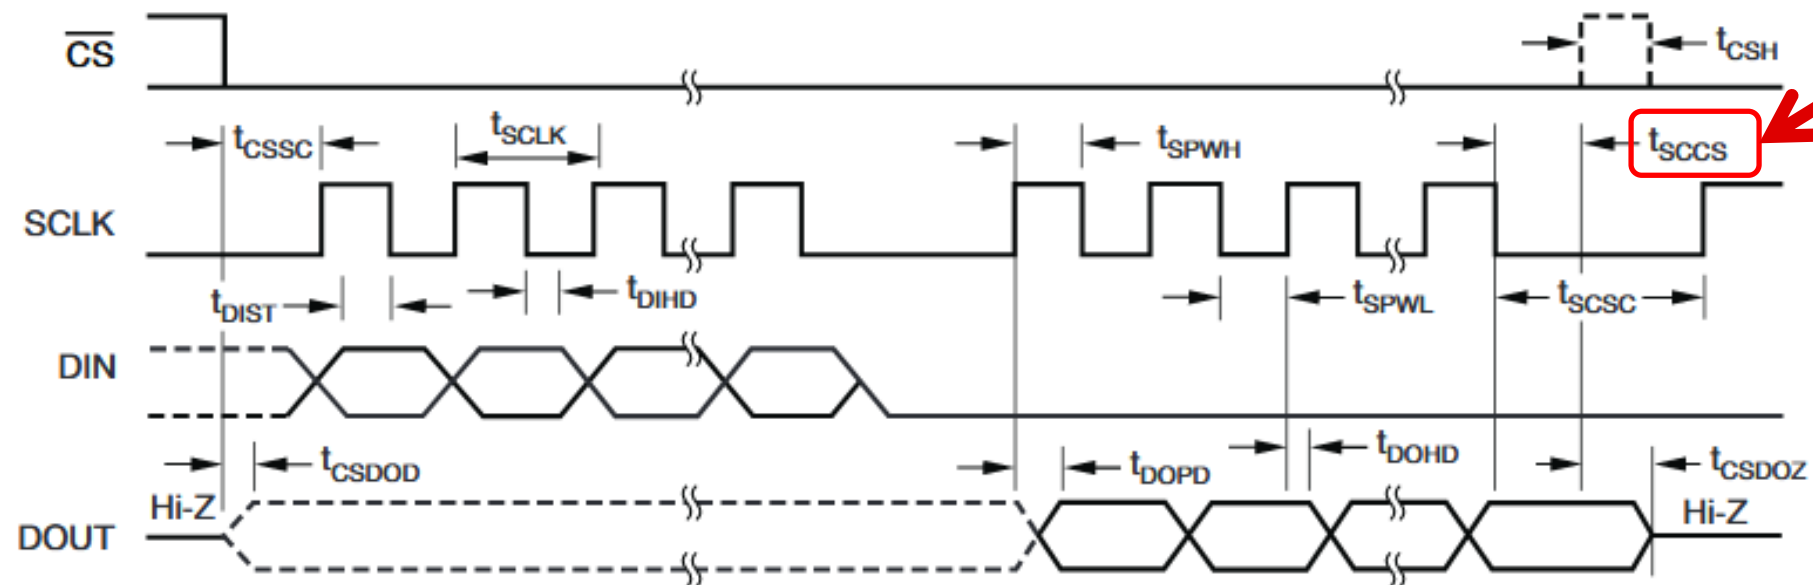 CS
tCSH
tCSSC
tSCLK
tSPWH
tSCCS
SCLK
tDIST
tDIHD
tSPWL
tSCSC
DIN
tCSDOD
tDOPD
tDOHD
tCSDOZ
Hi-Z
Hi-Z
DOUT